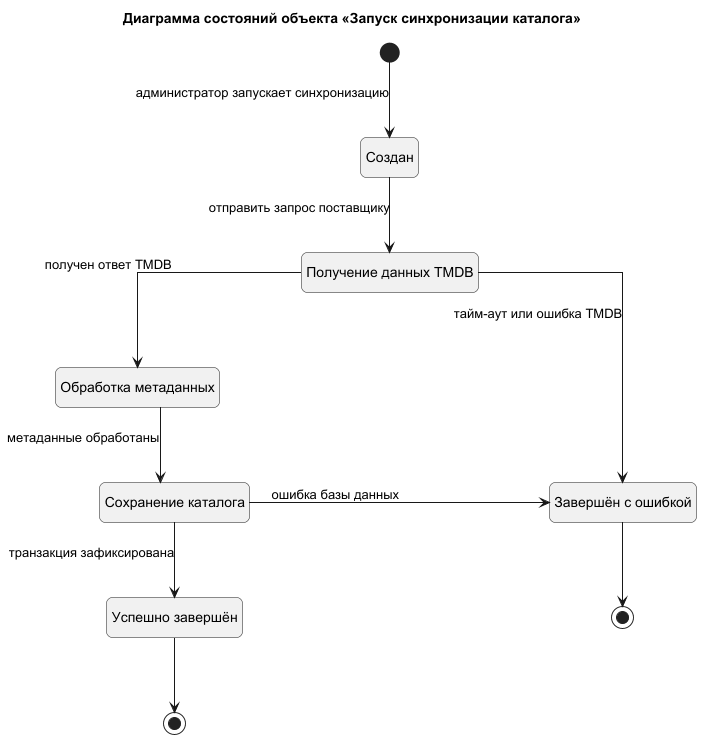 Диаграмма состояний объекта «Запуск синхронизации каталога»
администратор запускает синхронизацию
Создан
отправить запрос поставщику
получен ответ TMDB
Получение данных TMDB
тайм-аут или ошибка TMDB
Обработка метаданных
метаданные обработаны
Сохранение каталога
ошибка базы данных
Завершён с ошибкой
транзакция зафиксирована
Успешно завершён